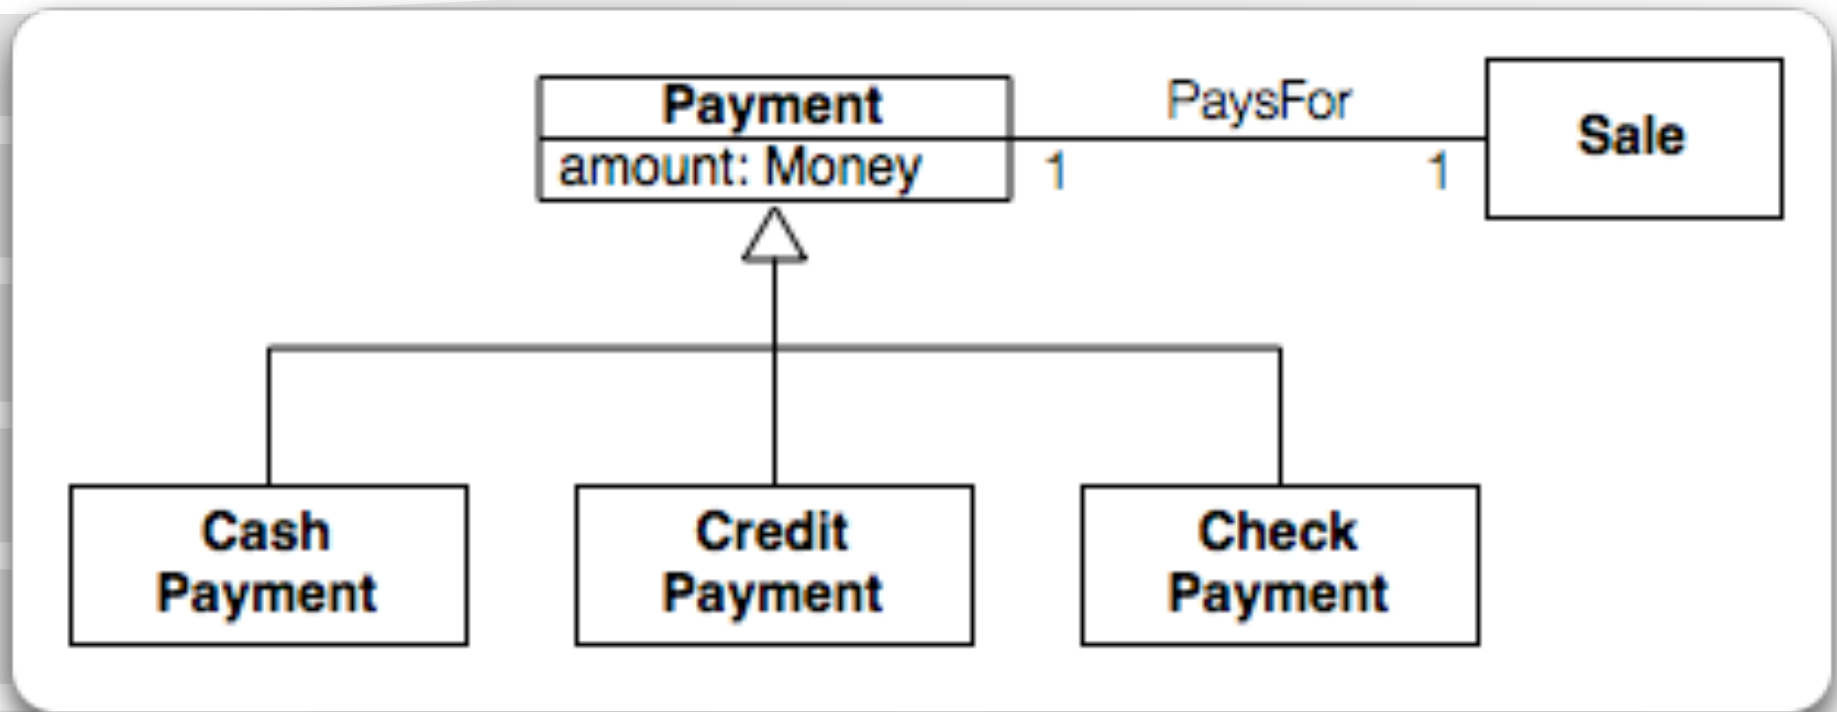 Payment
amount: Money
PaysFor
1
1
Sale
Cash
Payment
Credit
Payment
Check
Payment